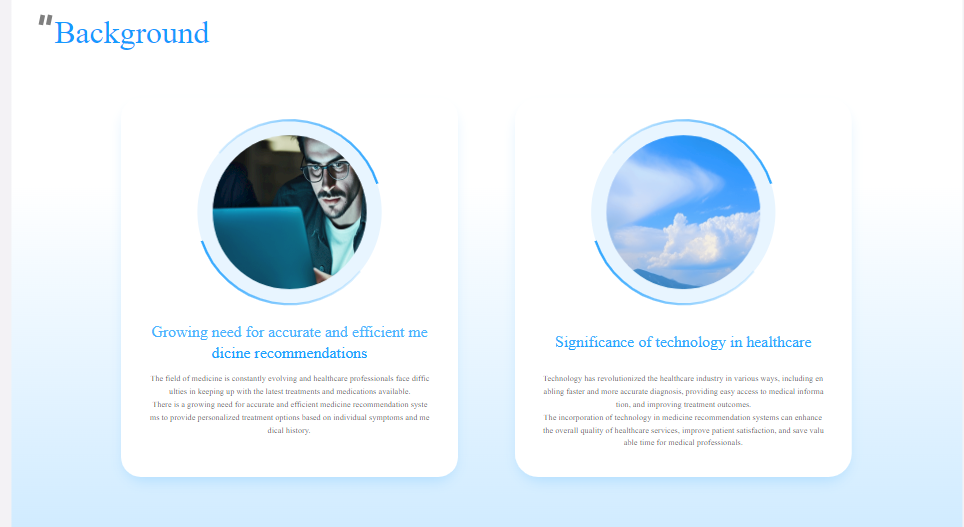 "Background
Growing need for accurate and efficient me
dicine recommendations
The field of medicine is constantly evolving and healthcare professionals face diffic
ulties in keeping up with the latest treatments and medications available.
There is a growing need for accurate and efficient medicine recommendation syste
ms to provide personalized treatment options based on individual symptoms and me
dical history.
Significance of technology in healthcare
Technology has revolutionized the healthcare industry in various ways, including en
abling faster and more accurate diagnosis, providing easy access to medical informa
tion, and improving treatment outcomes.
The incorporation of technology in medicine recommendation systems can enhance
the overall quality of healthcare services, improve patient satisfaction, and save valu
able time for medical professionals.